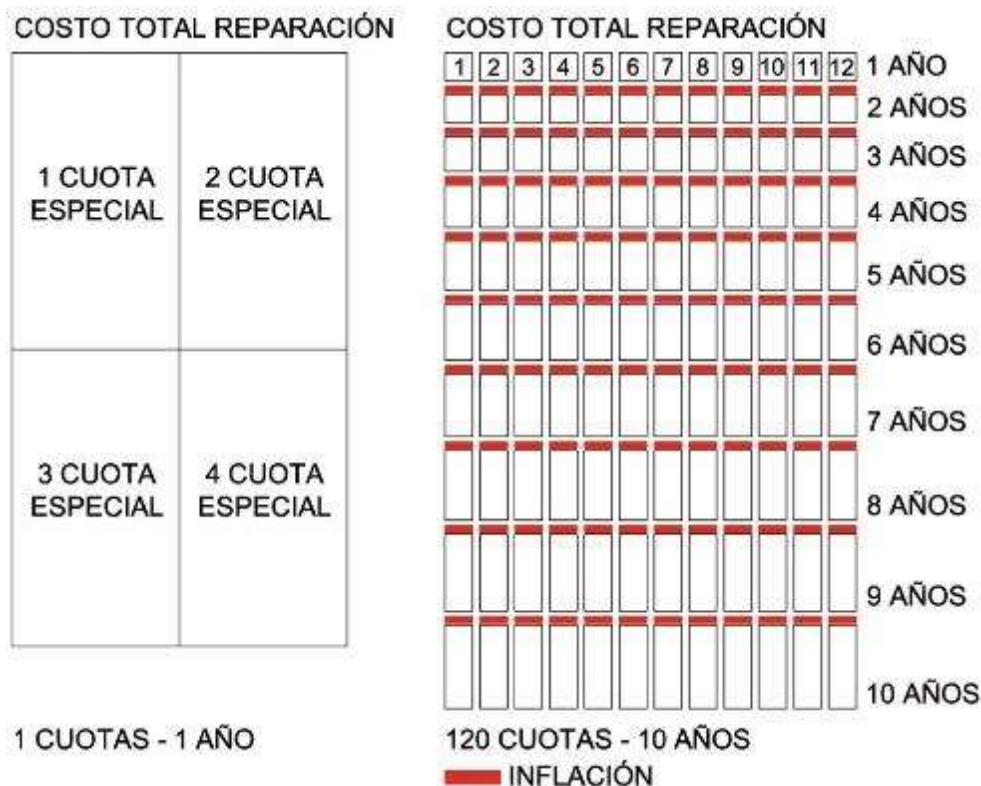 COSTO TOTAL REPARACIÓN
1 CUOTA
ESPECIAL
2 CUOTA
ESPECIAL
3 CUOTA
ESPECIAL
4 CUOTA
ESPECIAL
1 CUOTAS - 1 AÑO
COSTO TOTAL REPARACIÓN
1 2 3 4 5 6 7 8 9 10 11 12 1 AÑO
2 AÑOS
3 AÑOS
4 AÑOS
5 AÑOS
6 AÑOS
7 AÑOS
8 AÑOS
9 AÑOS
10 AÑOS
120 CUOTAS - 10 AÑOS
INFLACIÓN